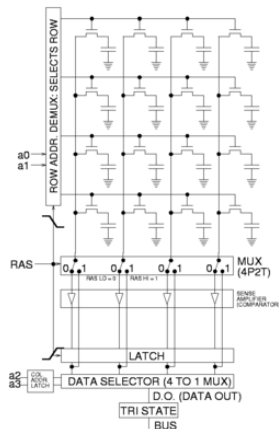 ROW ADDR. DEMUX: SELECTS ROW
a0
a1
RAS
0 1 0 1 0 1 0 1
MUX
(4P2T)
RAS LO = 0 RAS HI = 1
SENSE
AMPLIFIER
(COMPARATOR)
LATCH
a2
a3
COL.
ADDR.
LATCH
DATA SELECTOR (4 TO 1 MUX)
D.O. (DATA OUT)
TRI STATE
BUS